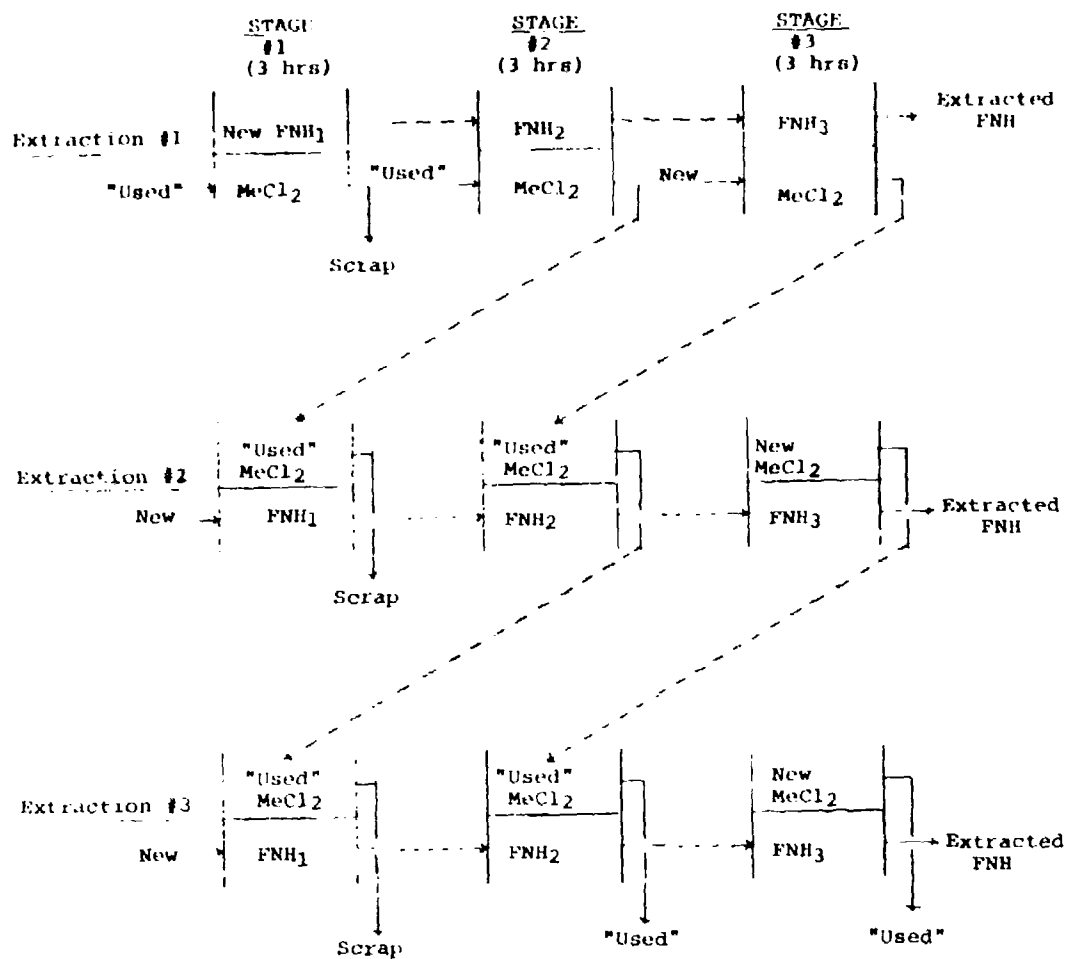 STAGE STAGE STAGE
#1 #2 #3
(3 hrs) (3 hrs) (3 hrs)
Extraction #1 New FNH1 FNH2 FNH3 Extracted FNH
"Used" MeCl2 "Used" MeCl2 New MeCl2
Scrap
"Used" "Used" New
Extraction #2 MeCl2 MeCl2 MeCl2
New FNH1 FNH2 FNH3 Extracted FNH
Scrap
"Used" "Used" New
Extraction #3 MeCl2 MeCl2 MeCl2
New FNH1 FNH2 FNH3 Extracted FNH
Scrap "Used" "Used"